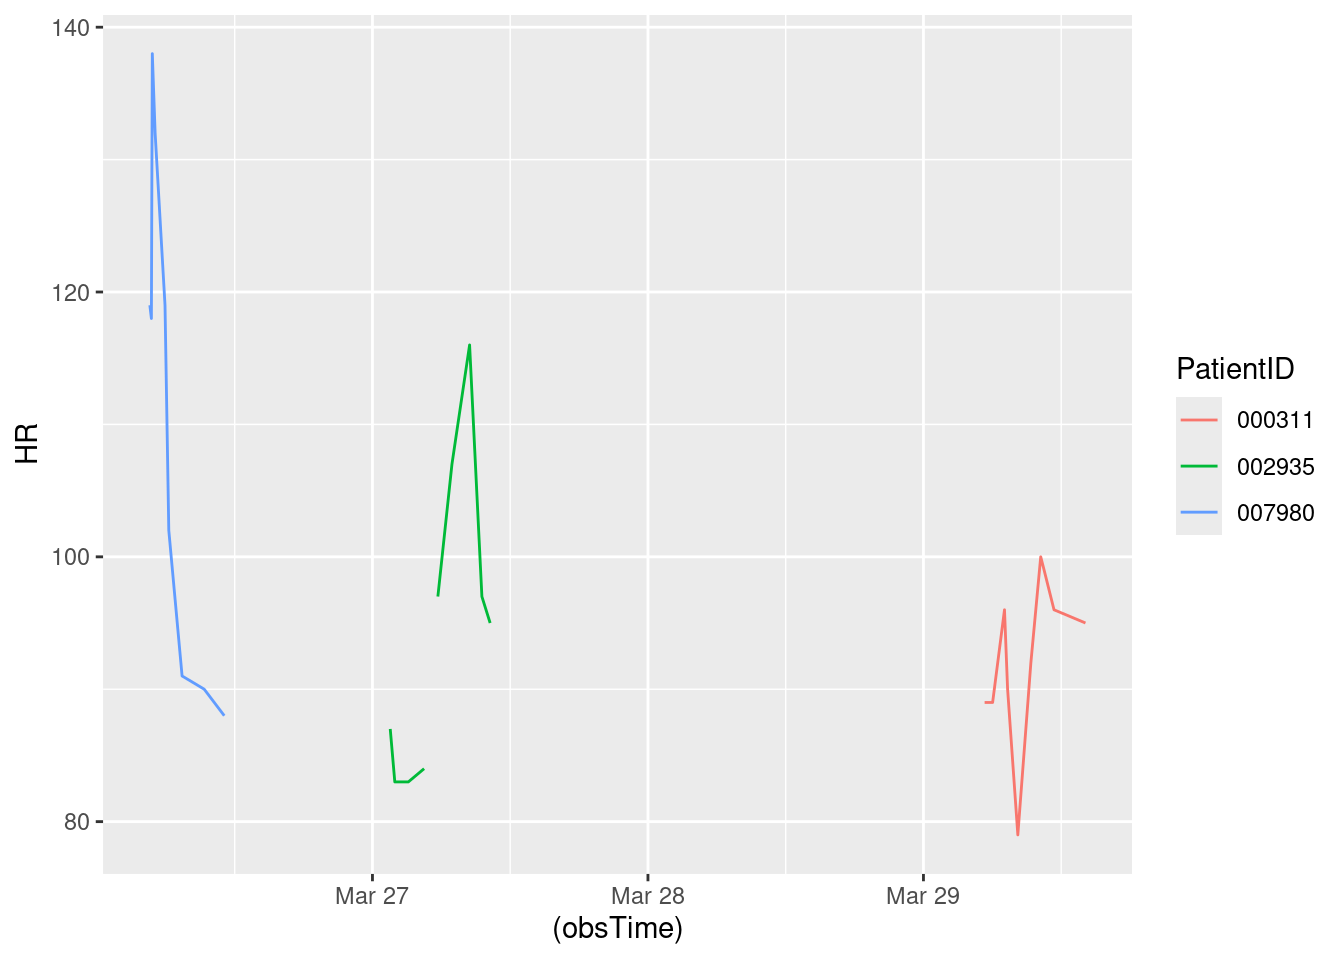 140
120
100
80
HR
Mar 27
Mar 28
Mar 29
(obsTime)
PatientID
000311
002935
007980